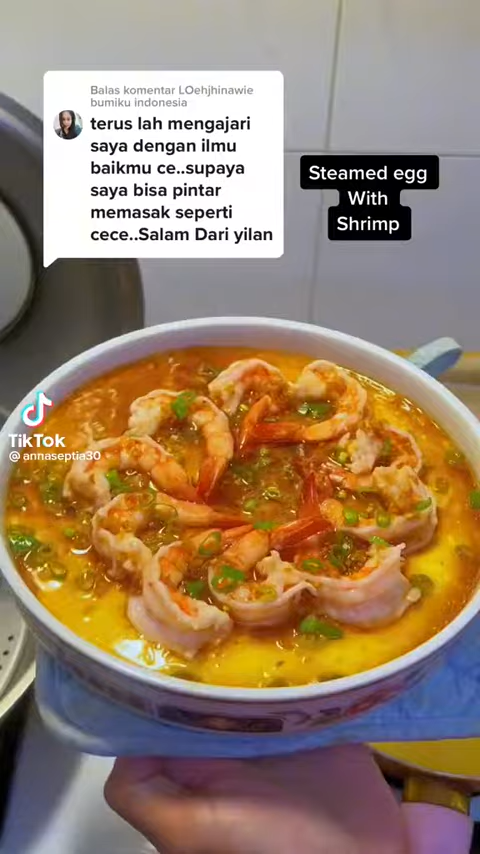 Balas komentar LOehjhinawie
bumiku indonesia
terus lah mengajari
saya dengan ilmu
baikmu ce..supaya
saya bisa pintar
memasak seperti
cece..Salam Dari yilan
Steamed egg
With
Shrimp
TikTok
@annaseptia30